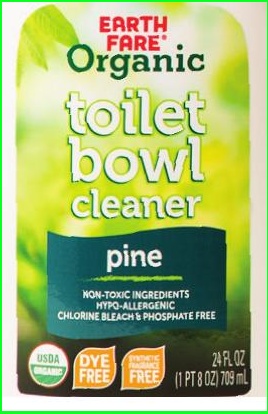 EARTH
FARE®
Organic
toilet
bowl
cleaner
pine
NON-TOXIC INGREDIENTS
HYPO-ALLERGENIC
CHLORINE BLEACH & PHOSPHATE FREE
USDA
ORGANIC
DYE
FREE
SYNTHETIC
FRAGRANCE
FREE
24 FL OZ
(1 PT 8 OZ) 709 mL